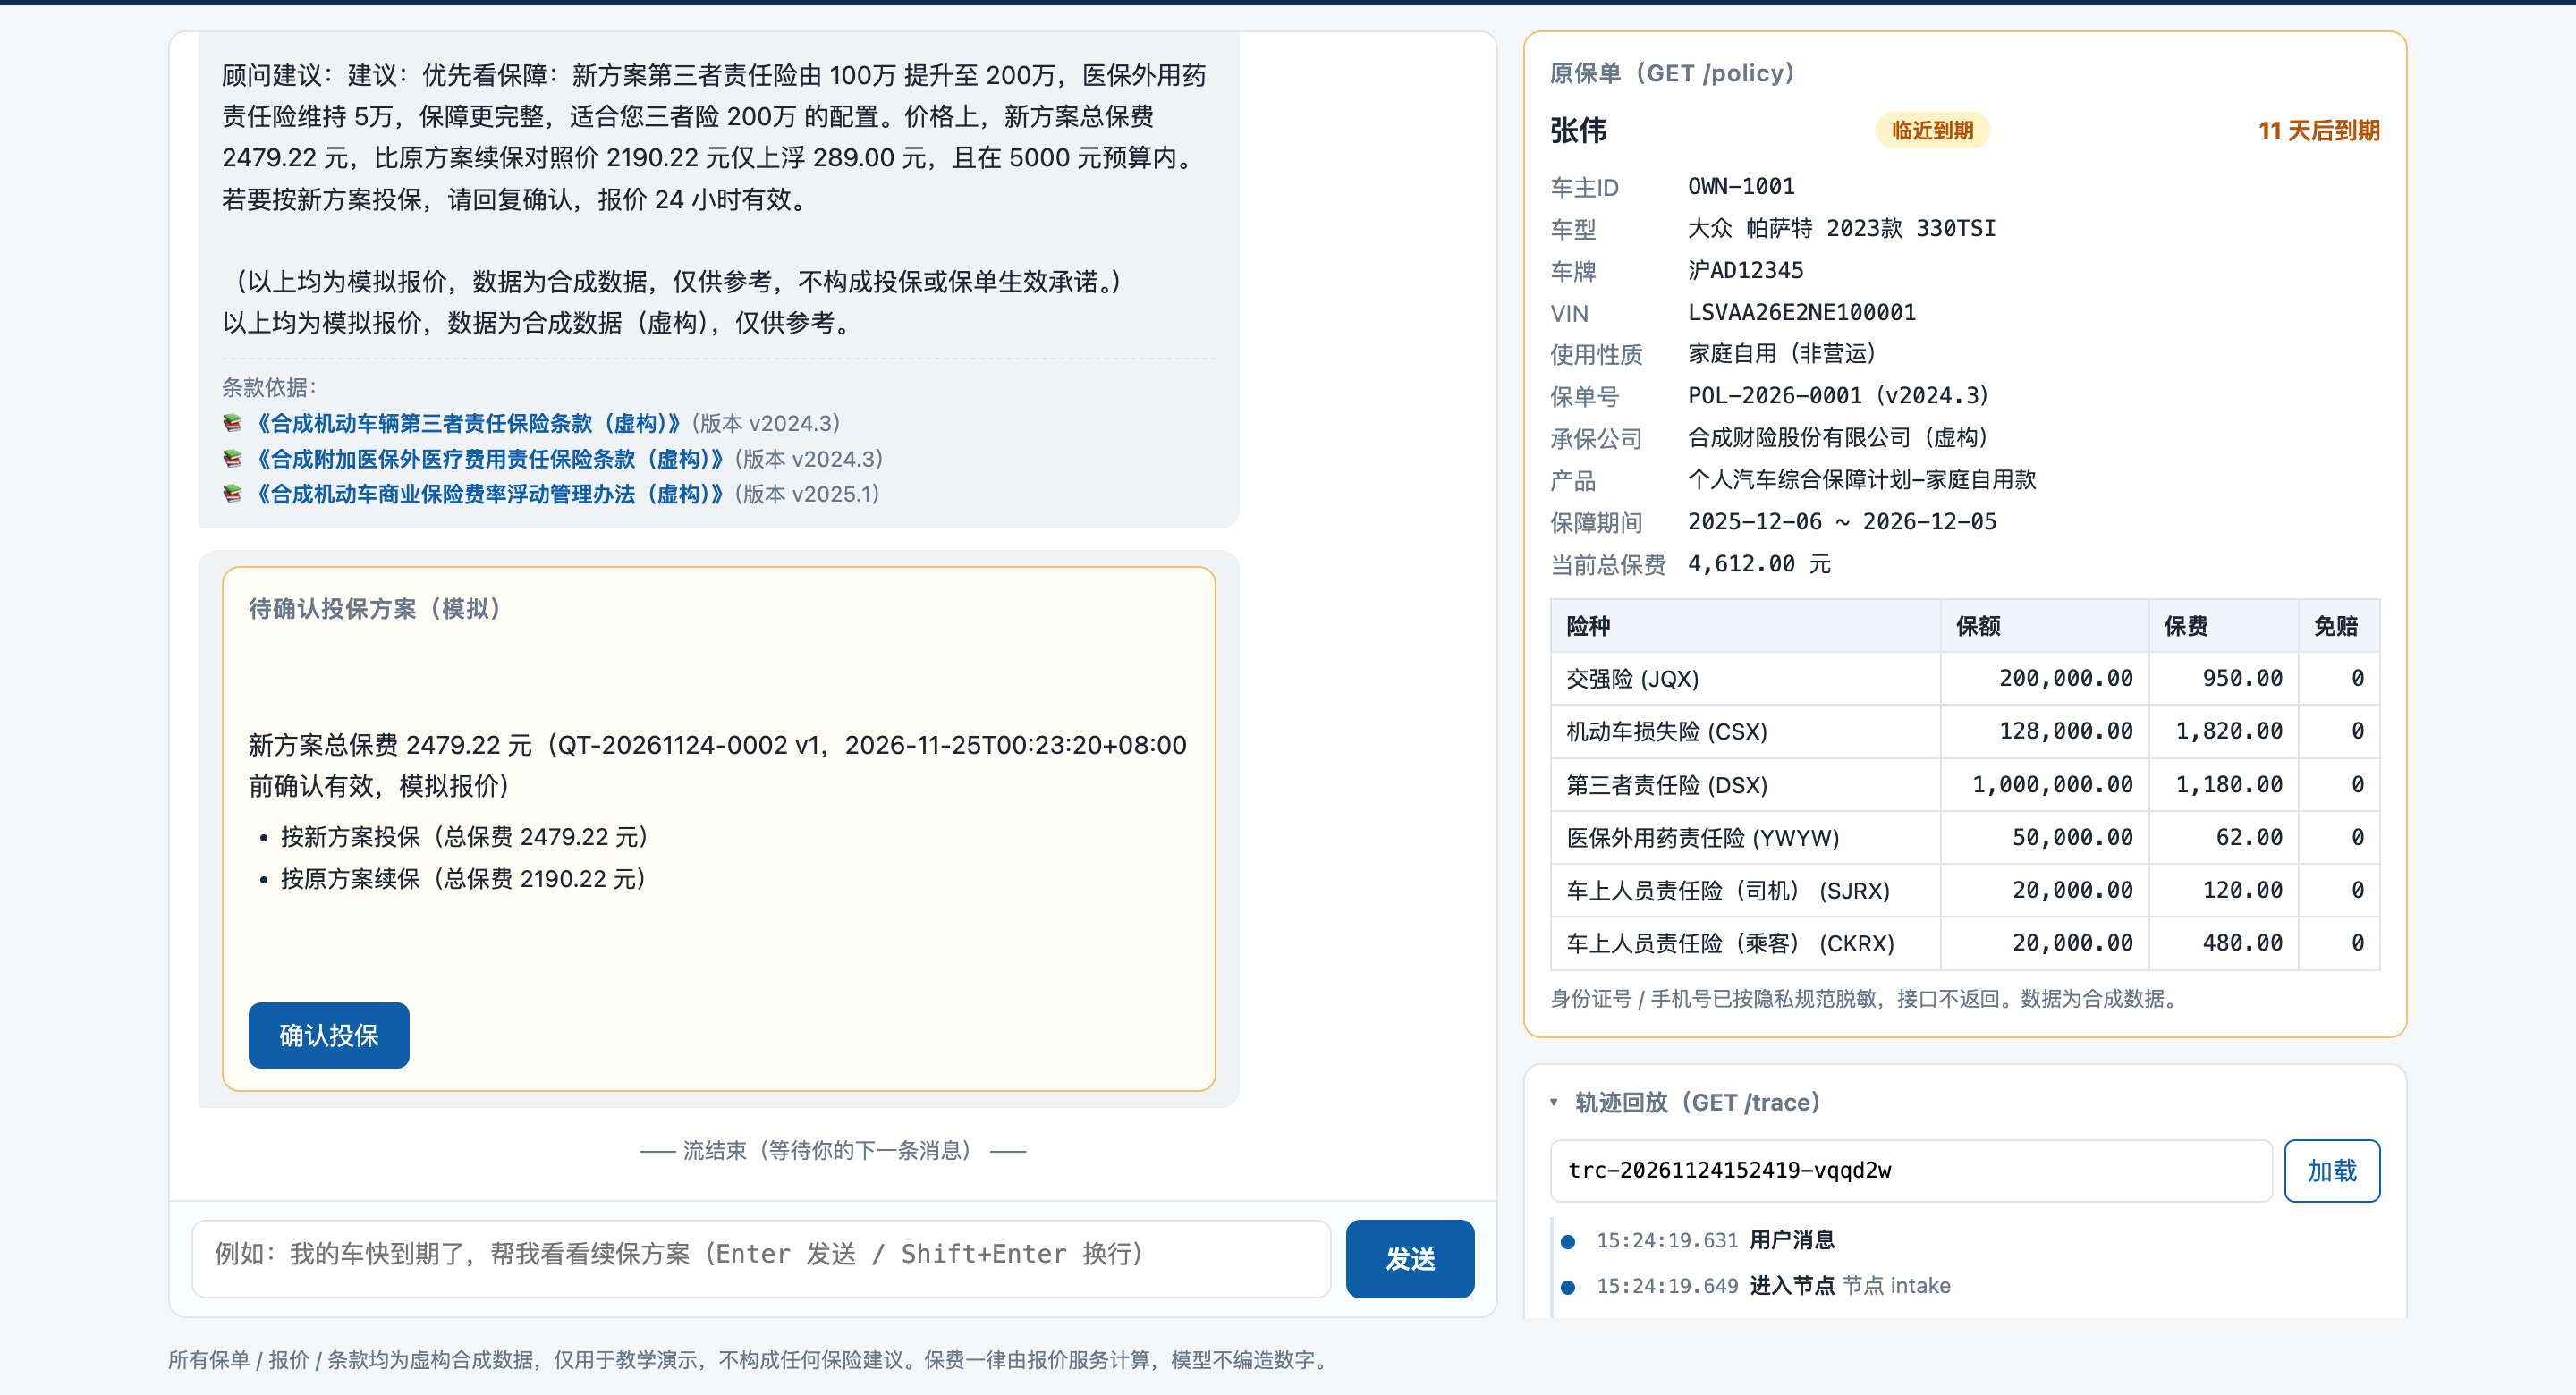 顾问建议：建议：优先看保障：新方案第三者责任险由 100万 提升至 200万，医保外用药
责任险维持 5万，保障更完整，适合您三者险 200万 的配置。价格上，新方案总保费
2479.22 元，比原方案续保对照价 2190.22 元仅上浮 289.00 元，且在 5000 元预算内。
若要按新方案投保，请回复确认，报价 24 小时有效。
（以上均为模拟报价，数据为合成数据，仅供参考，不构成投保或保单生效承诺。）
以上均为模拟报价，数据为合成数据（虚构），仅供参考。
条款依据：
《合成机动车辆第三者责任保险条款（虚构）》（版本 v2024.3）
《合成附加医保外医疗费用责任保险条款（虚构）》（版本 v2024.3）
《合成机动车商业保险费率浮动管理办法（虚构）》（版本 v2025.1）
待确认投保方案（模拟）
新方案总保费 2479.22 元（QT-20261124-0002 v1，2026-11-25T00:23:20+08:00
前确认有效，模拟报价）
• 按新方案投保（总保费 2479.22 元）
• 按原方案续保（总保费 2190.22 元）
确认投保
—— 流结束（等待你的下一条消息） ——
例如：我的车快到期了，帮我看看续保方案（Enter 发送 / Shift+Enter 换行）
发送
原保单（GET /policy）
张伟 临近到期 11 天后到期
车主ID OWN-1001
车型 大众 帕萨特 2023款 330TSI
车牌 沪AD12345
VIN LSVAA26E2NE100001
使用性质 家庭自用（非营运）
保单号 POL-2026-0001（v2024.3）
承保公司 合成财险股份有限公司（虚构）
产品 个人汽车综合保障计划-家庭自用款
保障期间 2025-12-06 ~ 2026-12-05
当前总保费 4,612.00 元
险种 保额 保费 免赔
交强险 (JQX) 200,000.00 950.00 0
机动车损失险 (CSX) 128,000.00 1,820.00 0
第三者责任险 (DSX) 1,000,000.00 1,180.00 0
医保外用药责任险 (YWYW) 50,000.00 62.00 0
车上人员责任险（司机） (SJRX) 20,000.00 120.00 0
车上人员责任险（乘客） (CKRX) 20,000.00 480.00 0
身份证号 / 手机号已按隐私规范脱敏，接口不返回。数据为合成数据。
▾ 轨迹回放（GET /trace）
trc-20261124152419-vqqd2w 加载
15:24:19.631 用户消息
15:24:19.649 进入节点 节点 intake
所有保单 / 报价 / 条款均为虚构合成数据，仅用于教学演示，不构成任何保险建议。保费一律由报价服务计算，模型不编造数字。